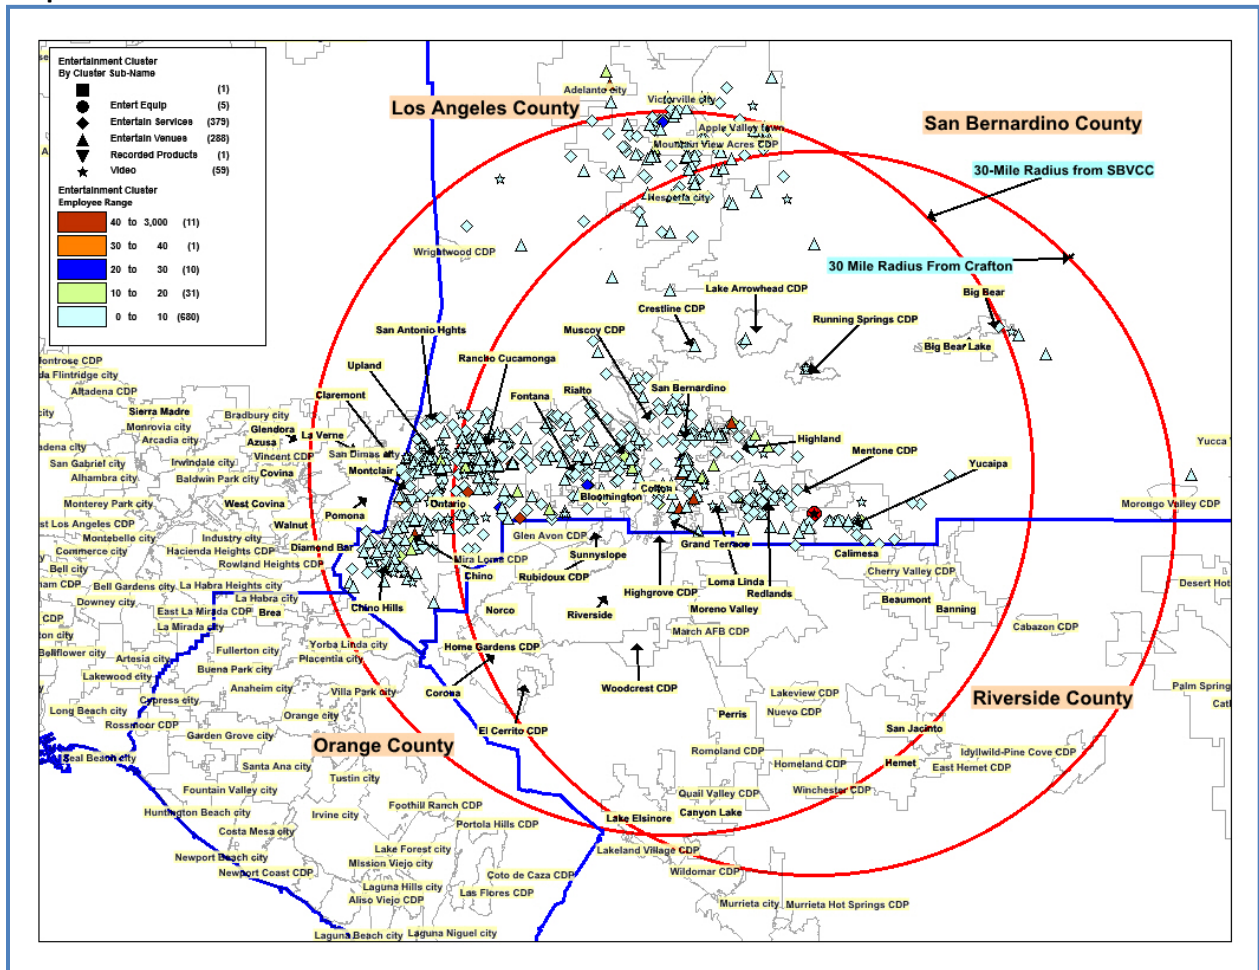 Entertainment Cluster
By Cluster Sub-Name
(1)
Entert Equip (5)
Entertain Services (379)
Entertain Venues (288)
Recorded Products (1)
Video (59)
Entertainment Cluster
Employee Range
40 to 3,000 (11)
30 to 40 (1)
20 to 30 (10)
10 to 20 (31)
0 to 10 (680)
Los Angeles County
San Bernardino County
30-Mile Radius from SBVCC
30 Mile Radius From Crafton
Adelanto city
Victorville city
Apple Valley town
Mountain View Acres CDP
Hesperia city
Wrightwood CDP
Lake Arrowhead CDP
Crestline CDP
Big Bear
Running Springs CDP
Big Bear Lake
San Antonio Hghts
Muscoy CDP
Rancho Cucamonga
Upland
Fontana
Rialto
San Bernardino
Claremont
Altadena CDP
Sierra Madre
Monrovia city
Bradbury city
Arcadia city
Glendora
Azusa
La Verne
Highland
Yucca
San Dimas city
Vincent CDP
Mentone CDP
San Gabriel city
Irwindale city
Covina
Montclair
Yucaipa
Alhambra city
Baldwin Park city
Colton
Bloomington
Monterey Park city
West Covina
Ontario
Morongo Valley CDP
Pomona
st Los Angeles CDP
Walnut
Montebello city
Industry city
Glen Avon CDP
Commerce city
Hacienda Heights CDP
Diamond Bar
Grand Terrace
Calimesa
Rowland Heights CDP
Mira Loma CDP
Sunnyslope
Bell city
Chino
Rubidoux CDP
Cherry Valley CDP
Bell Gardens city
La Habra Heights city
Loma Linda
Desert Hot
Highgrove CDP
Redlands
Downey city
La Habra city
Beaumont
Chino Hills
Norco
Riverside
Moreno Valley
Banning
East La Mirada CDP
Brea
La Mirada city
March AFB CDP
Cabazon CDP
Bellflower city
Fullerton city
Yorba Linda city
Home Gardens CDP
Artesia city
Placentia city
Buena Park city
Lakewood city
Anaheim city
Villa Park city
Corona
Woodcrest CDP
Palm Spring
Cypress city
Lakeview CDP
Riverside County
Long Beach city
Orange city
Perris
Nuevo CDP
Rossmoor CDP
Garden Grove city
El Cerrito CDP
San Jacinto
Orange County
Romoland CDP
Idyllwild-Pine Cove CDP
Seal Beach city
Santa Ana city
Homeland CDP
Hemet
East Hemet CDP
Tustin city
Fountain Valley city
Quail Valley CDP
Winchester CDP
Foothill Ranch CDP
Huntington Beach city
Irvine city
Canyon Lake
Lake Elsinore
Portola Hills CDP
Costa Mesa city
Lake Forest city
Lakeland Village CDP
Newport Beach city
Mission Viejo city
Newport Coast CDP
Coto de Caza CDP
Wildomar CDP
Laguna Hills city
Las Flores CDP
Aliso Viejo CDP
Murrieta city
Murrieta Hot Springs CDP
Laguna Beach city
Laguna Niguel city